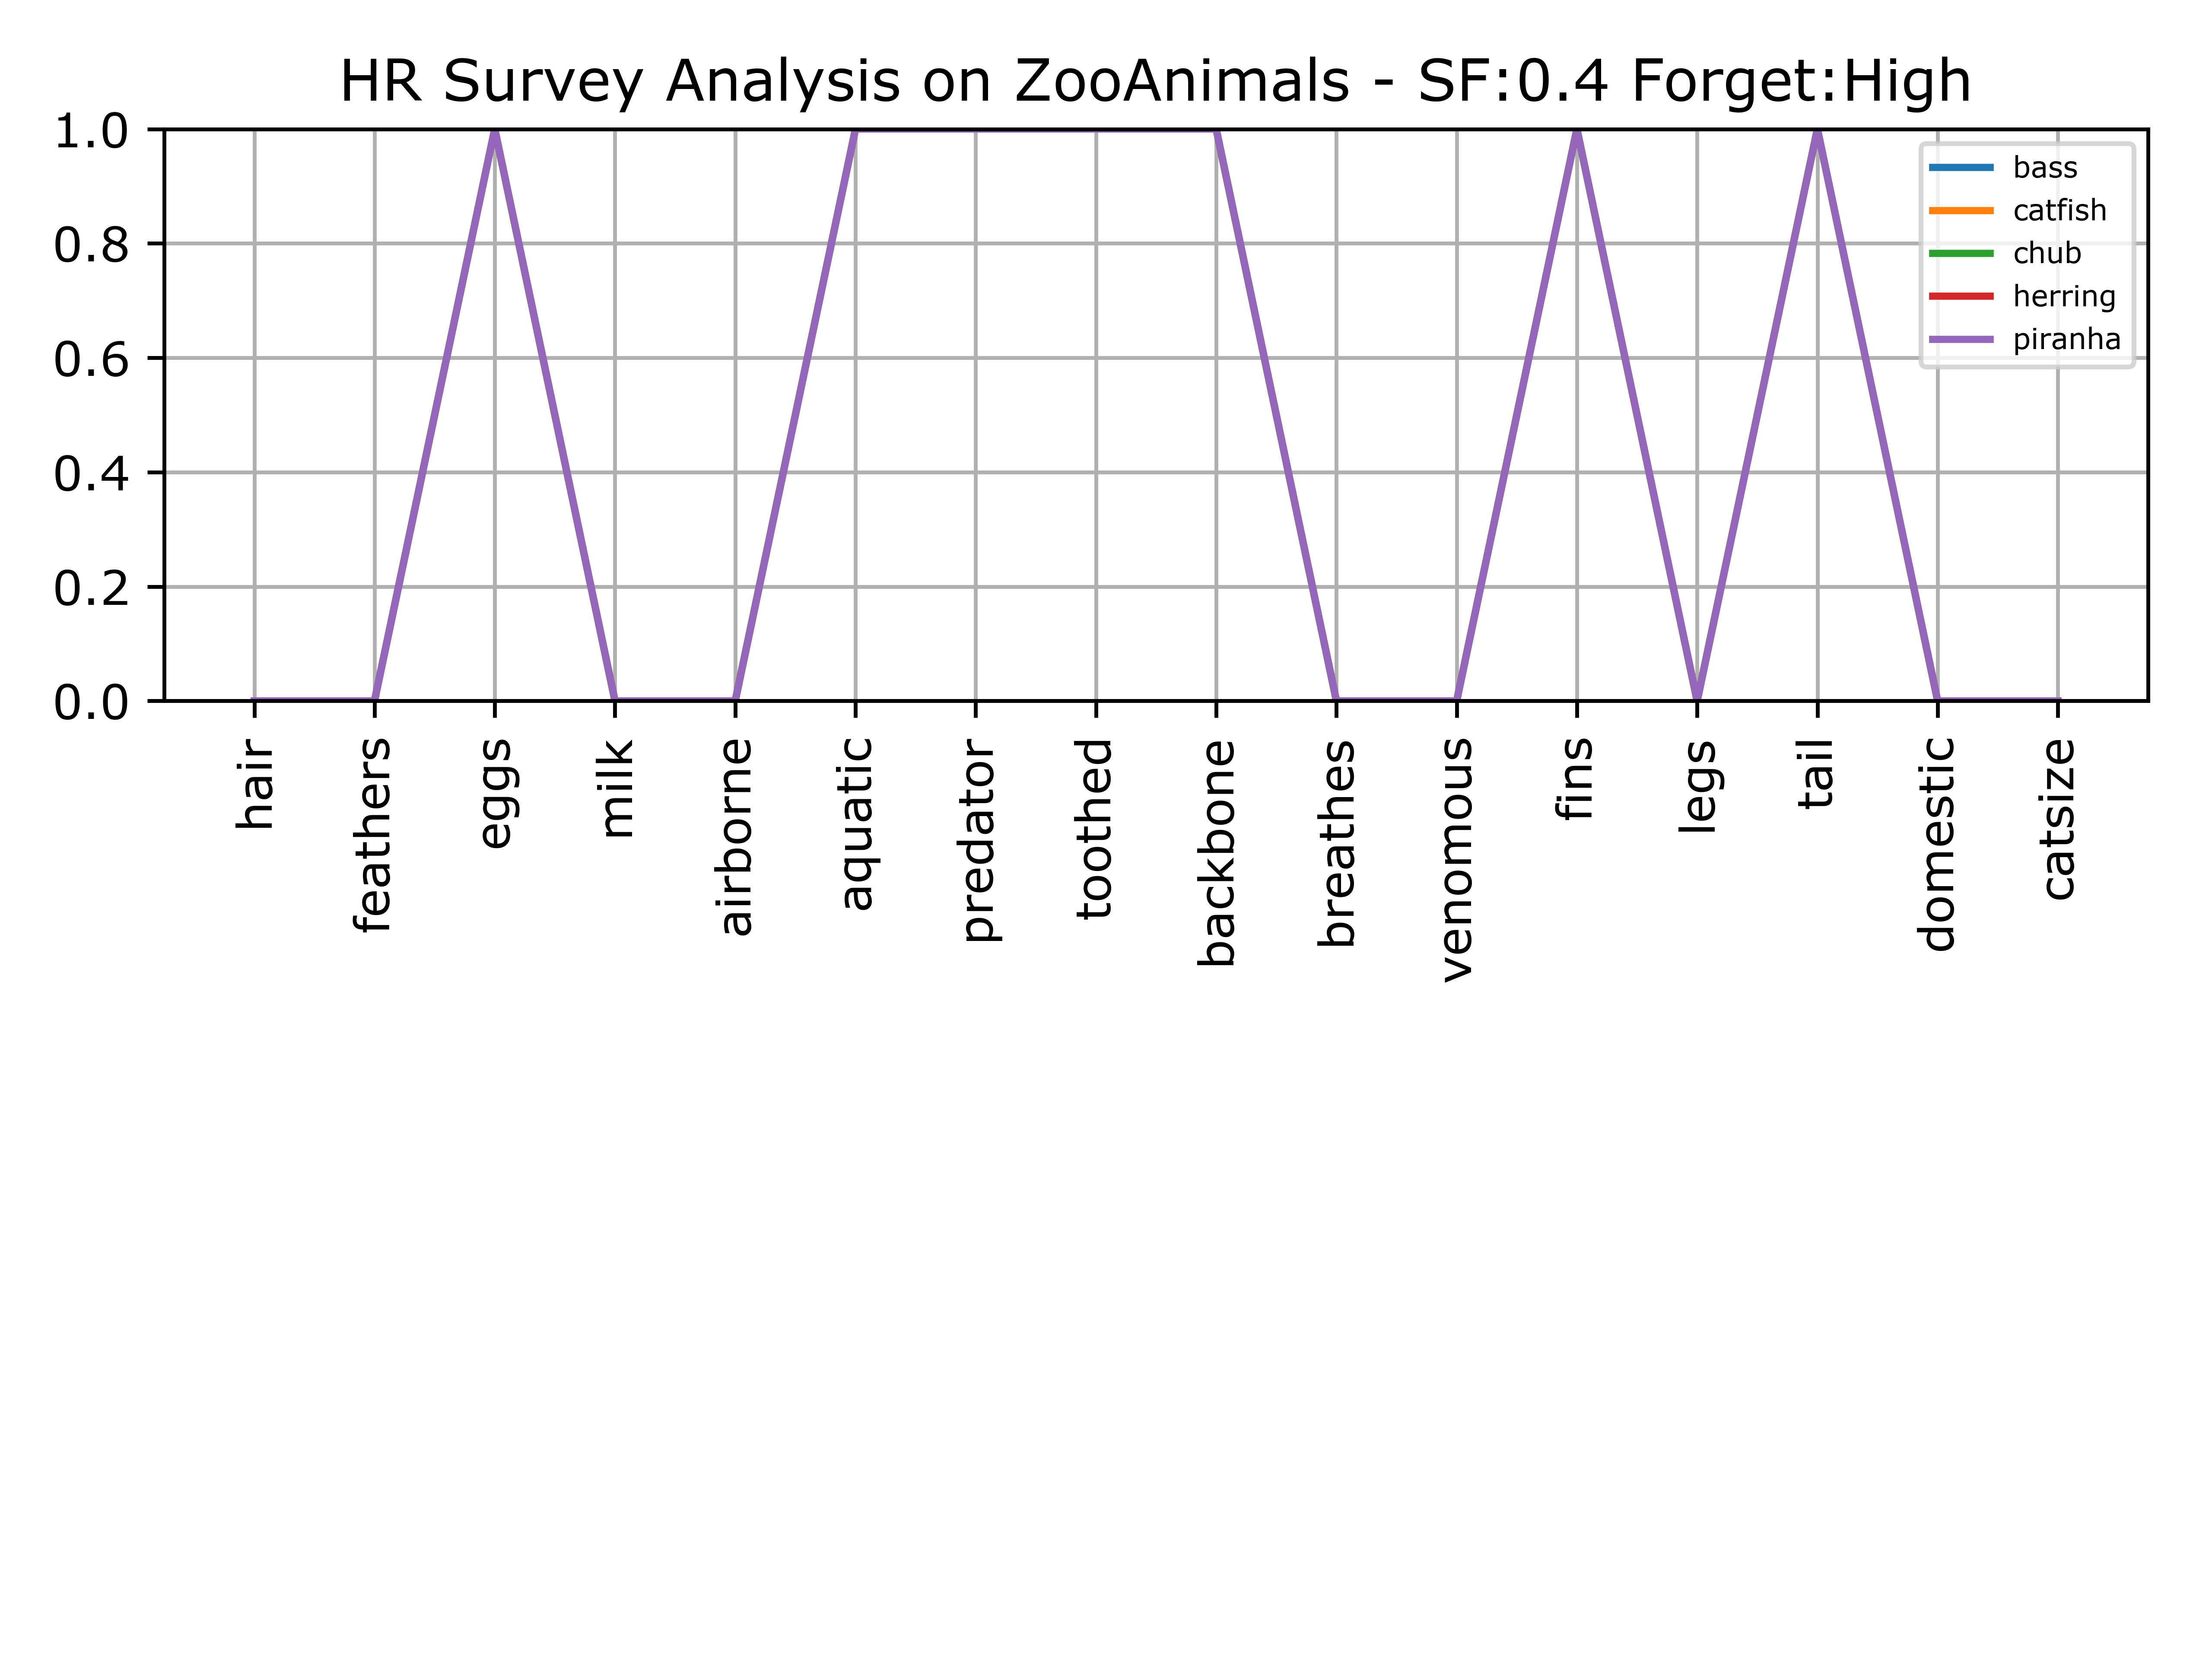 HR Survey Analysis on ZooAnimals - SF:0.4 Forget:High
1.0
0.8
0.6
0.4
0.2
0.0
bass
catfish
chub
herring
piranha
hair
feathers
eggs
milk
airborne
aquatic
predator
toothed
backbone
breathes
venomous
fins
legs
tail
domestic
catsize